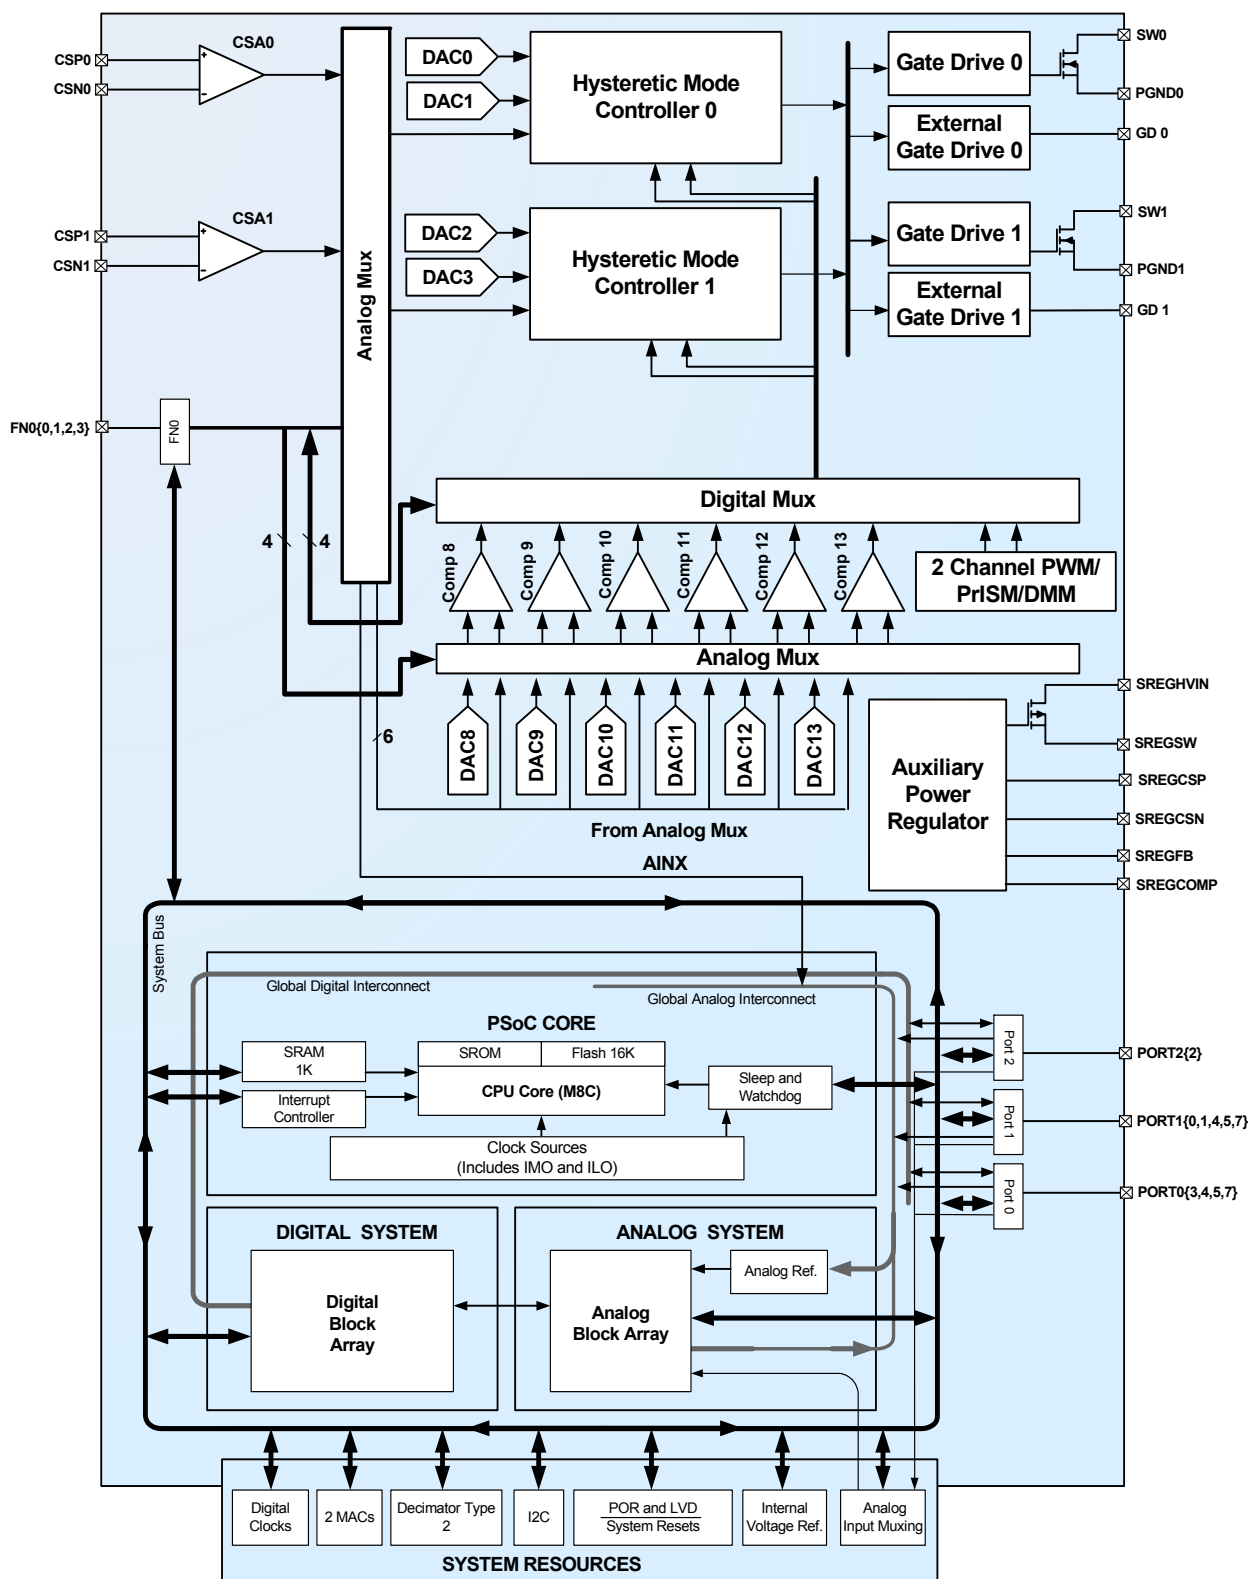 CSA0
CSP0
CSN0
DAC0
DAC1
Hysteretic Mode
Controller 0
Gate Drive 0
External
Gate Drive 0
SW0
PGND0
GD 0
CSA1
CSP1
CSN1
Analog Mux
DAC2
DAC3
Hysteretic Mode
Controller 1
Gate Drive 1
External
Gate Drive 1
SW1
PGND1
GD 1
FN0{0,1,2,3}
FN0
4
4
Digital Mux
Comp 8
Comp 9
Comp 10
Comp 11
Comp 12
Comp 13
2 Channel PWM/
PrISM/DMM
Analog Mux
6
DAC8
DAC9
DAC10
DAC11
DAC12
DAC13
From Analog Mux
AINX
Auxiliary
Power
Regulator
SREGHVIN
SREGSW
SREGCSP
SREGCSN
SREGFB
SREGCOMP
System Bus
Global Digital Interconnect
Global Analog Interconnect
PSoC CORE
SRAM
1K
Interrupt
Controller
SROM
Flash 16K
CPU Core (M8C)
Sleep and
Watchdog
Clock Sources
(Includes IMO and ILO)
Port 2
Port 1
Port 0
PORT2{2}
PORT1{0,1,4,5,7}
PORT0{3,4,5,7}
DIGITAL SYSTEM
Digital
Block
Array
ANALOG SYSTEM
Analog Ref.
Analog
Block Array
Digital
Clocks
2 MACs
Decimator Type
2
I2C
POR and LVD
System Resets
Internal
Voltage Ref.
Analog
Input Muxing
SYSTEM RESOURCES